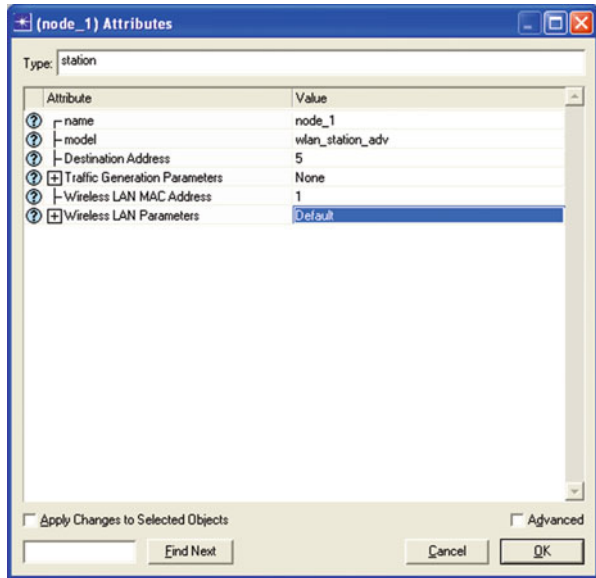 (node_1) Attributes
Type: station
Attribute Value
name node_1
model wlan_station_adv
Destination Address 5
Traffic Generation Parameters None
Wireless LAN MAC Address 1
Wireless LAN Parameters Default
Apply Changes to Selected Objects Advanced
Find Next Cancel OK